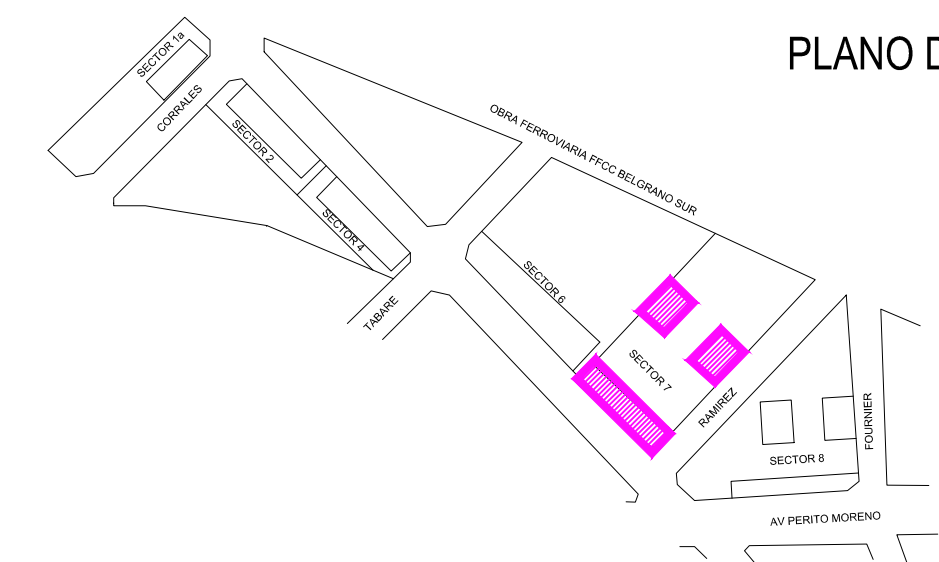 PLANO D
SECTOR 1a
CORRALES
SECTOR 2
SECTOR 4
TABARE
OBRA FERROVIARIA FFCC BELGRANO SUR
SECTOR 6
SECTOR 7
RAMIREZ
SECTOR 8
FOURNIER
AV PERITO MORENO